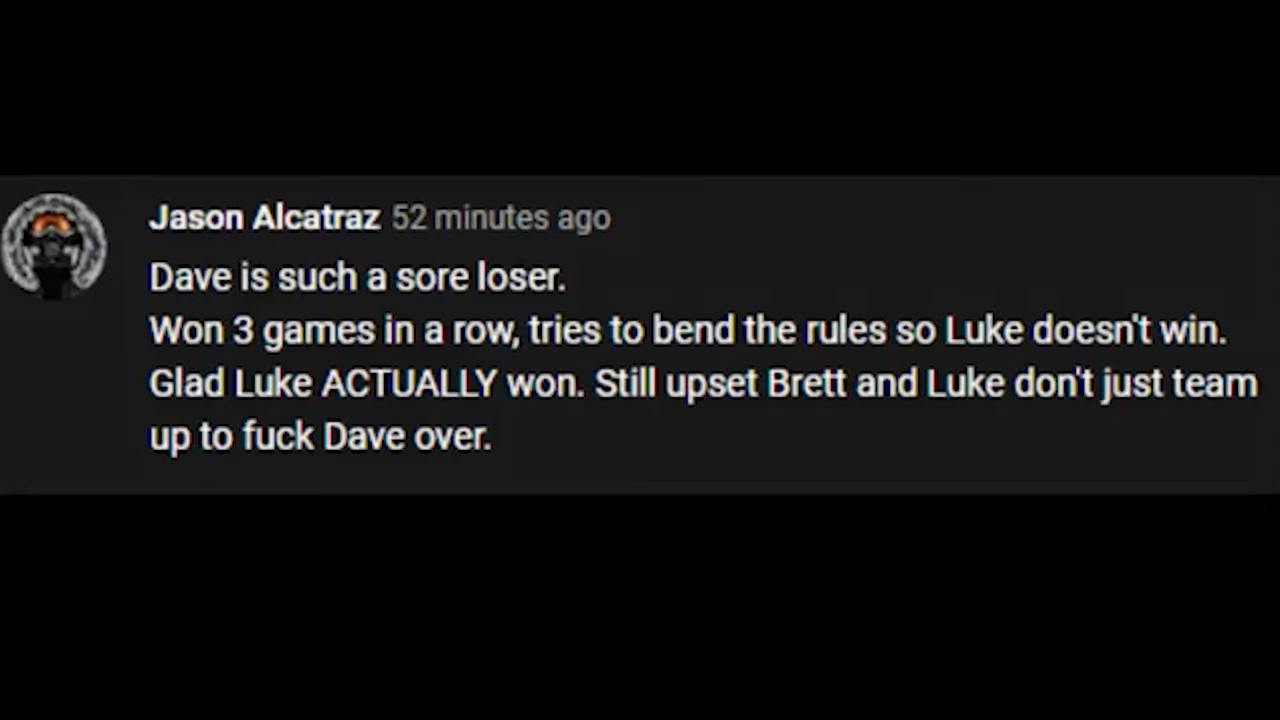 Jason Alcatraz 52 minutes ago
Dave is such a sore loser.
Won 3 games in a row, tries to bend the rules so Luke doesn't win.
Glad Luke ACTUALLY won. Still upset Brett and Luke don't just team
up to fuck Dave over.